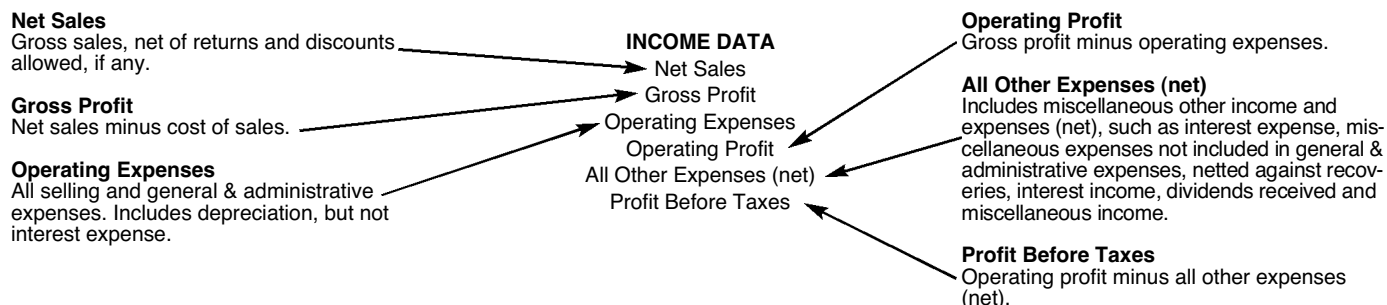 Net Sales
Gross sales, net of returns and discounts
allowed, if any.
Gross Profit
Net sales minus cost of sales.
Operating Expenses
All selling and general & administrative
expenses. Includes depreciation, but not
interest expense.
INCOME DATA
Net Sales
Gross Profit
Operating Expenses
Operating Profit
All Other Expenses (net)
Profit Before Taxes
Operating Profit
Gross profit minus operating expenses.
All Other Expenses (net)
Includes miscellaneous other income and
expenses (net), such as interest expense, mis-
cellaneous expenses not included in general &
administrative expenses, netted against recov-
eries, interest income, dividends received and
miscellaneous income.
Profit Before Taxes
Operating profit minus all other expenses
(net).